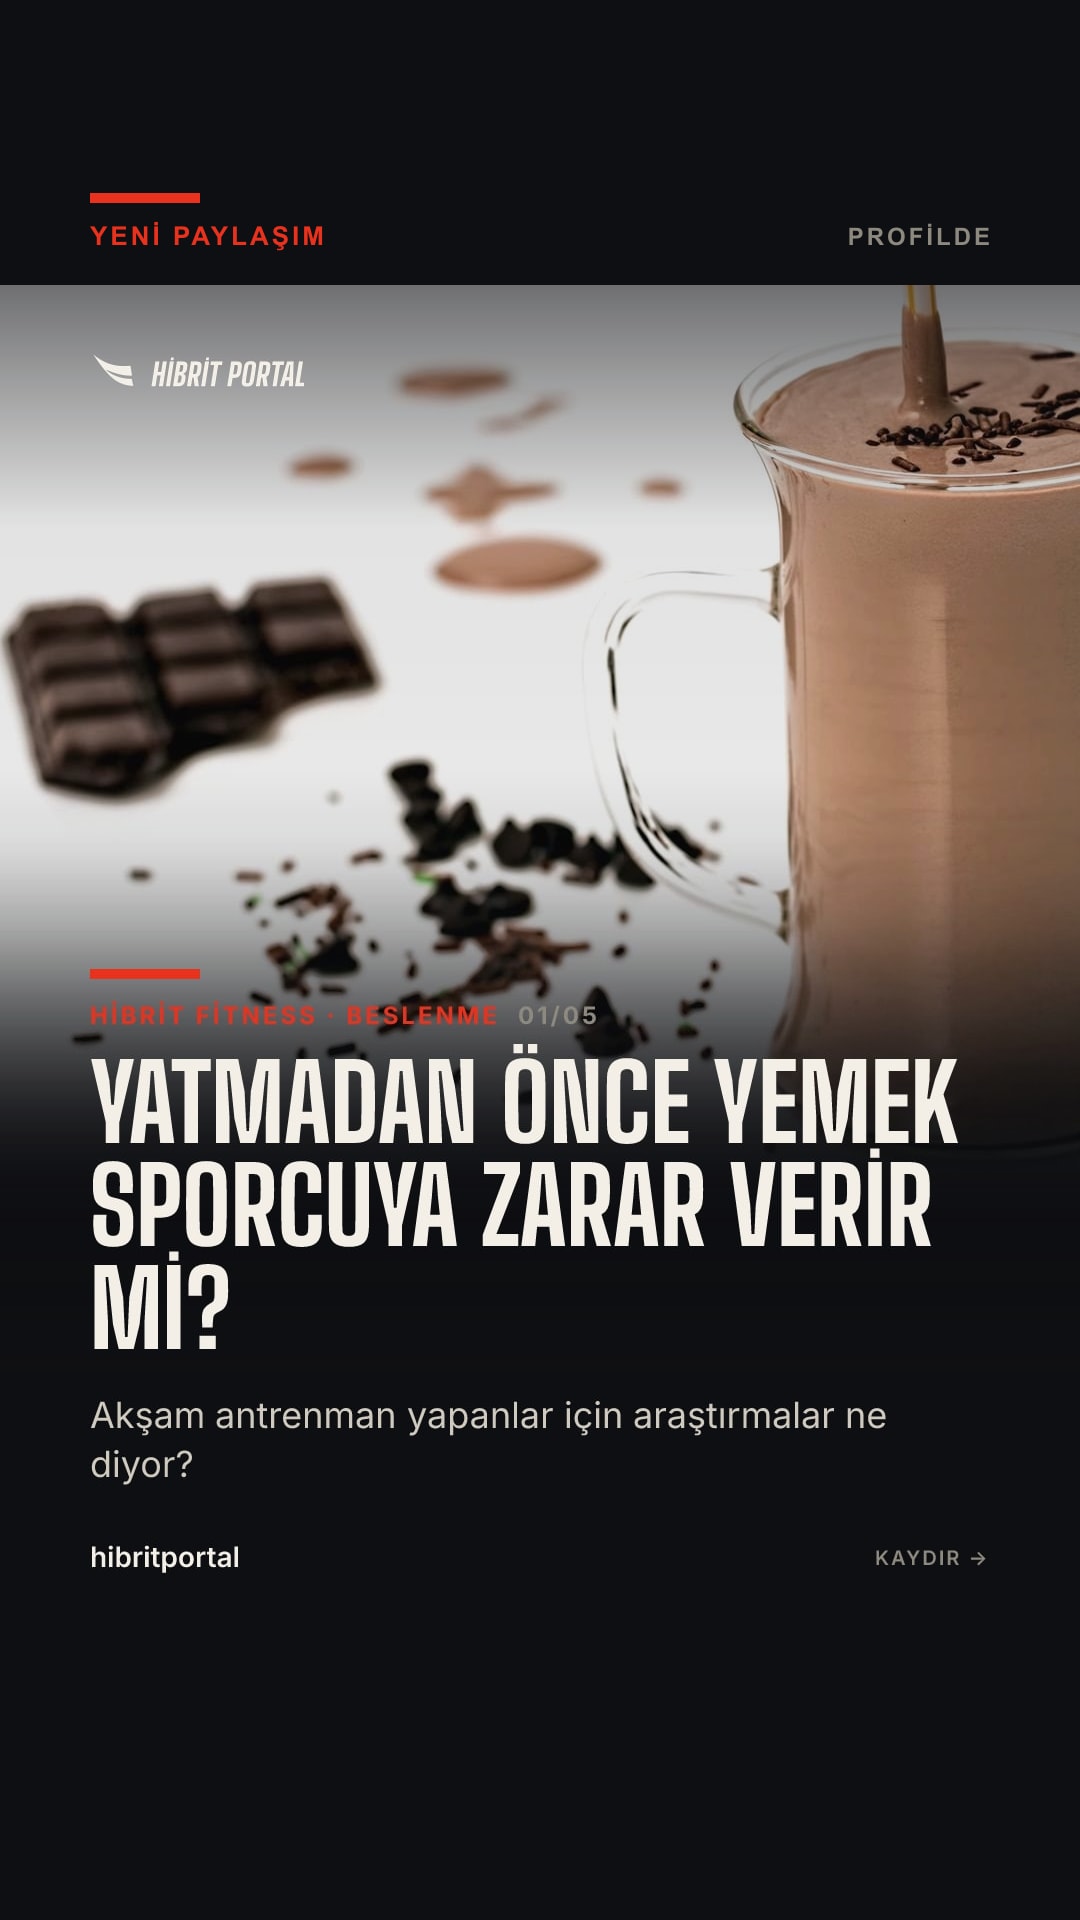 YENİ PAYLAŞIM
PROFİLDE
HİBRİT PORTAL
HİBRİT FİTNESS · BESLENME 01/05
YATMADAN ÖNCE YEMEK
SPORCUYA ZARAR VERİR
Mİ?
Akşam antrenman yapanlar için araştırmalar ne
diyor?
hibritportal
KAYDIR →